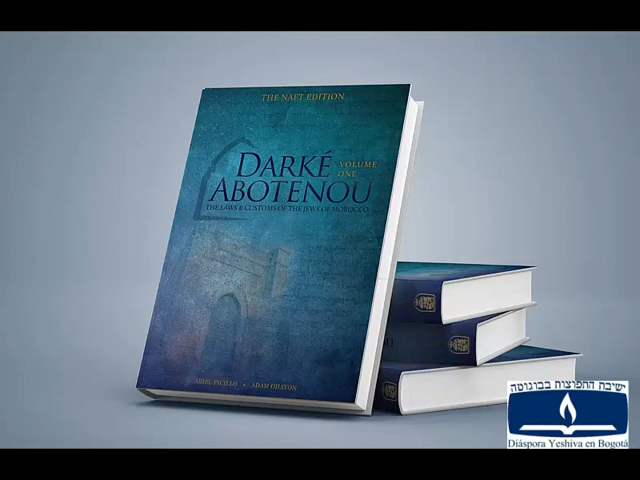 THE NAFT EDITION
DARKÉ
VOLUME
ONE
ABOTENOU
THE LAWS & CUSTOMS OF THE JEWS OF MOROCCO
ARIEL PICILLO • ADAM OHAYON
ישיבת התפוצות בבוגוטה
Diáspora Yeshiva en Bogotá